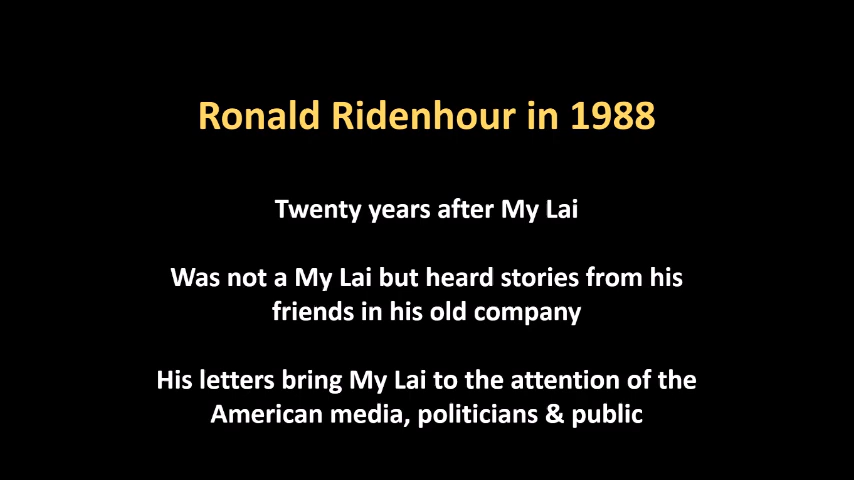 Ronald Ridenhour in 1988
Twenty years after My Lai
Was not a My Lai but heard stories from his
friends in his old company
His letters bring My Lai to the attention of the
American media, politicians & public